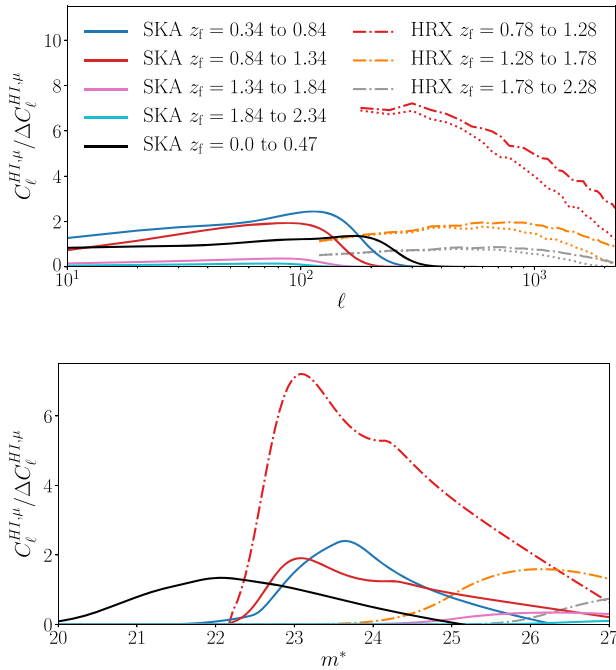 SKA z_f = 0.34 to 0.84
SKA z_f = 0.84 to 1.34
SKA z_f = 1.34 to 1.84
SKA z_f = 1.84 to 2.34
SKA z_f = 0.0 to 0.47
HRX z_f = 0.78 to 1.28
HRX z_f = 1.28 to 1.78
HRX z_f = 1.78 to 2.28
C_ℓ^{HI,μ}/ΔC_ℓ^{HI,μ}
10
8
6
4
2
0
10^1 10^2 10^3
ℓ
C_ℓ^{HI,μ}/ΔC_ℓ^{HI,μ}
6
4
2
0
20 21 22 23 24 25 26 27
m*